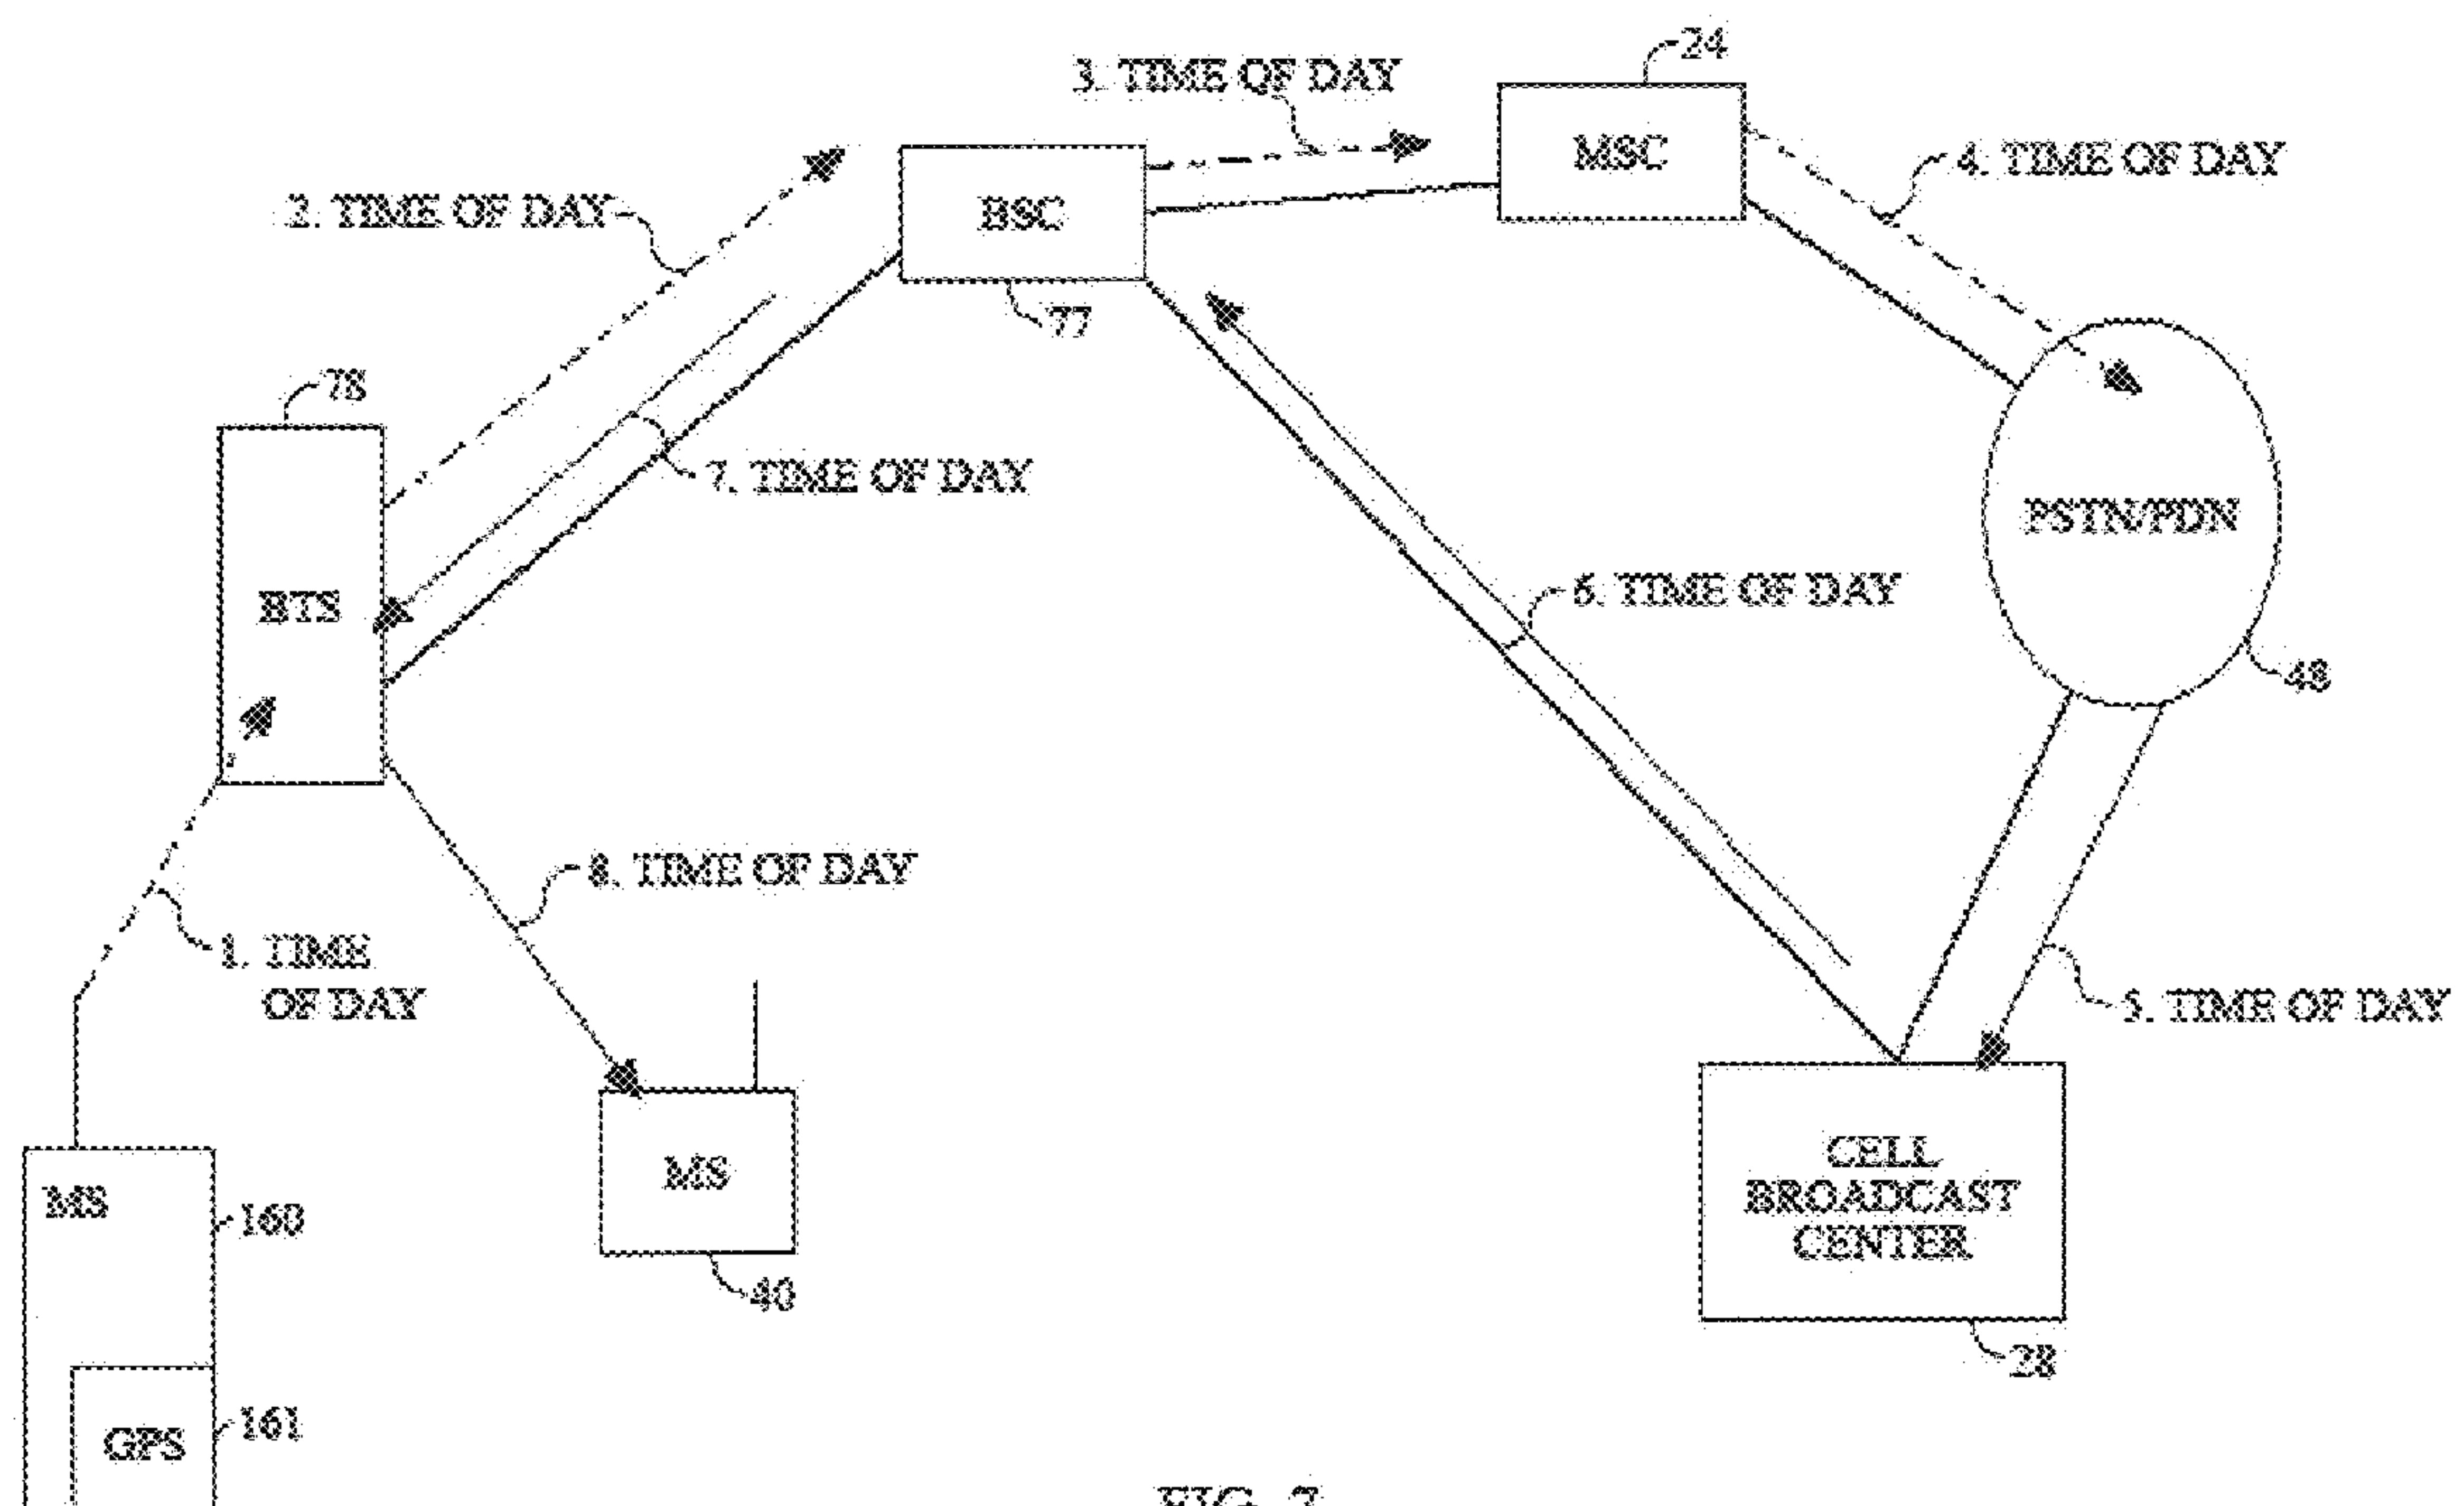 24
3. TIME OF DAY
MSC
4. TIME OF DAY
2. TIME OF DAY
BSC
77
78
7. TIME OF DAY
PSTN/PDN
BTS
6. TIME OF DAY
48
8. TIME OF DAY
1. TIME
OF DAY
5. TIME OF DAY
MS
CELL
BROADCAST
CENTER
MS
160
40
28
GPS
161
FIG. 7